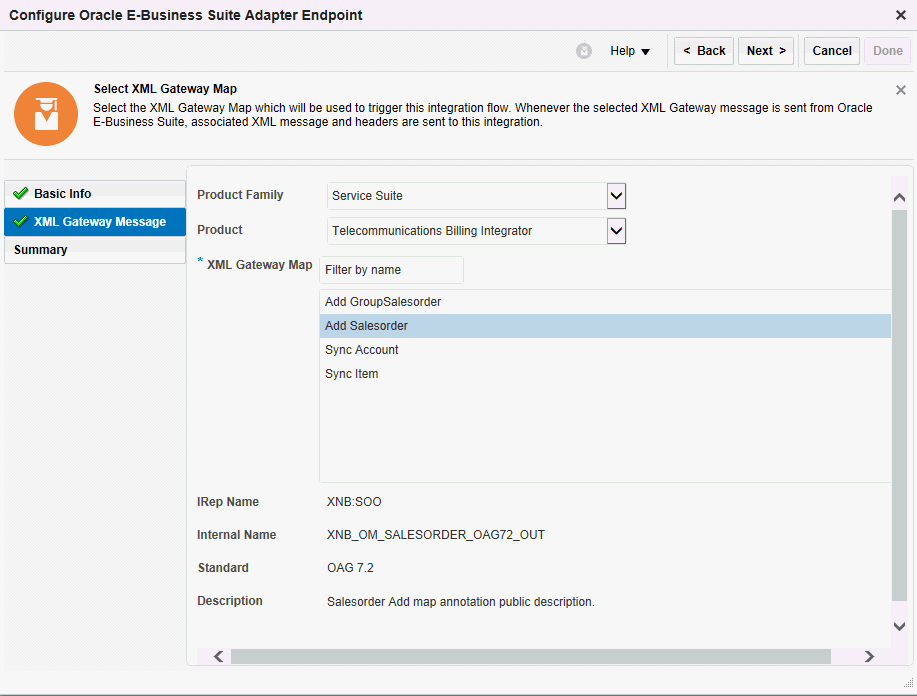 Configure Oracle E-Business Suite Adapter Endpoint
Help
< Back
Next >
Cancel
Done
Select XML Gateway Map
Select the XML Gateway Map which will be used to trigger this integration flow. Whenever the selected XML Gateway message is sent from Oracle
E-Business Suite, associated XML message and headers are sent to this integration.
Basic Info
XML Gateway Message
Summary
Product Family
Service Suite
Product
Telecommunications Billing Integrator
* XML Gateway Map
Filter by name
Add GroupSalesorder
Add Salesorder
Sync Account
Sync Item
IRep Name
XNB:SOO
Internal Name
XNB_OM_SALESORDER_OAG72_OUT
Standard
OAG 7.2
Description
Salesorder Add map annotation public description.